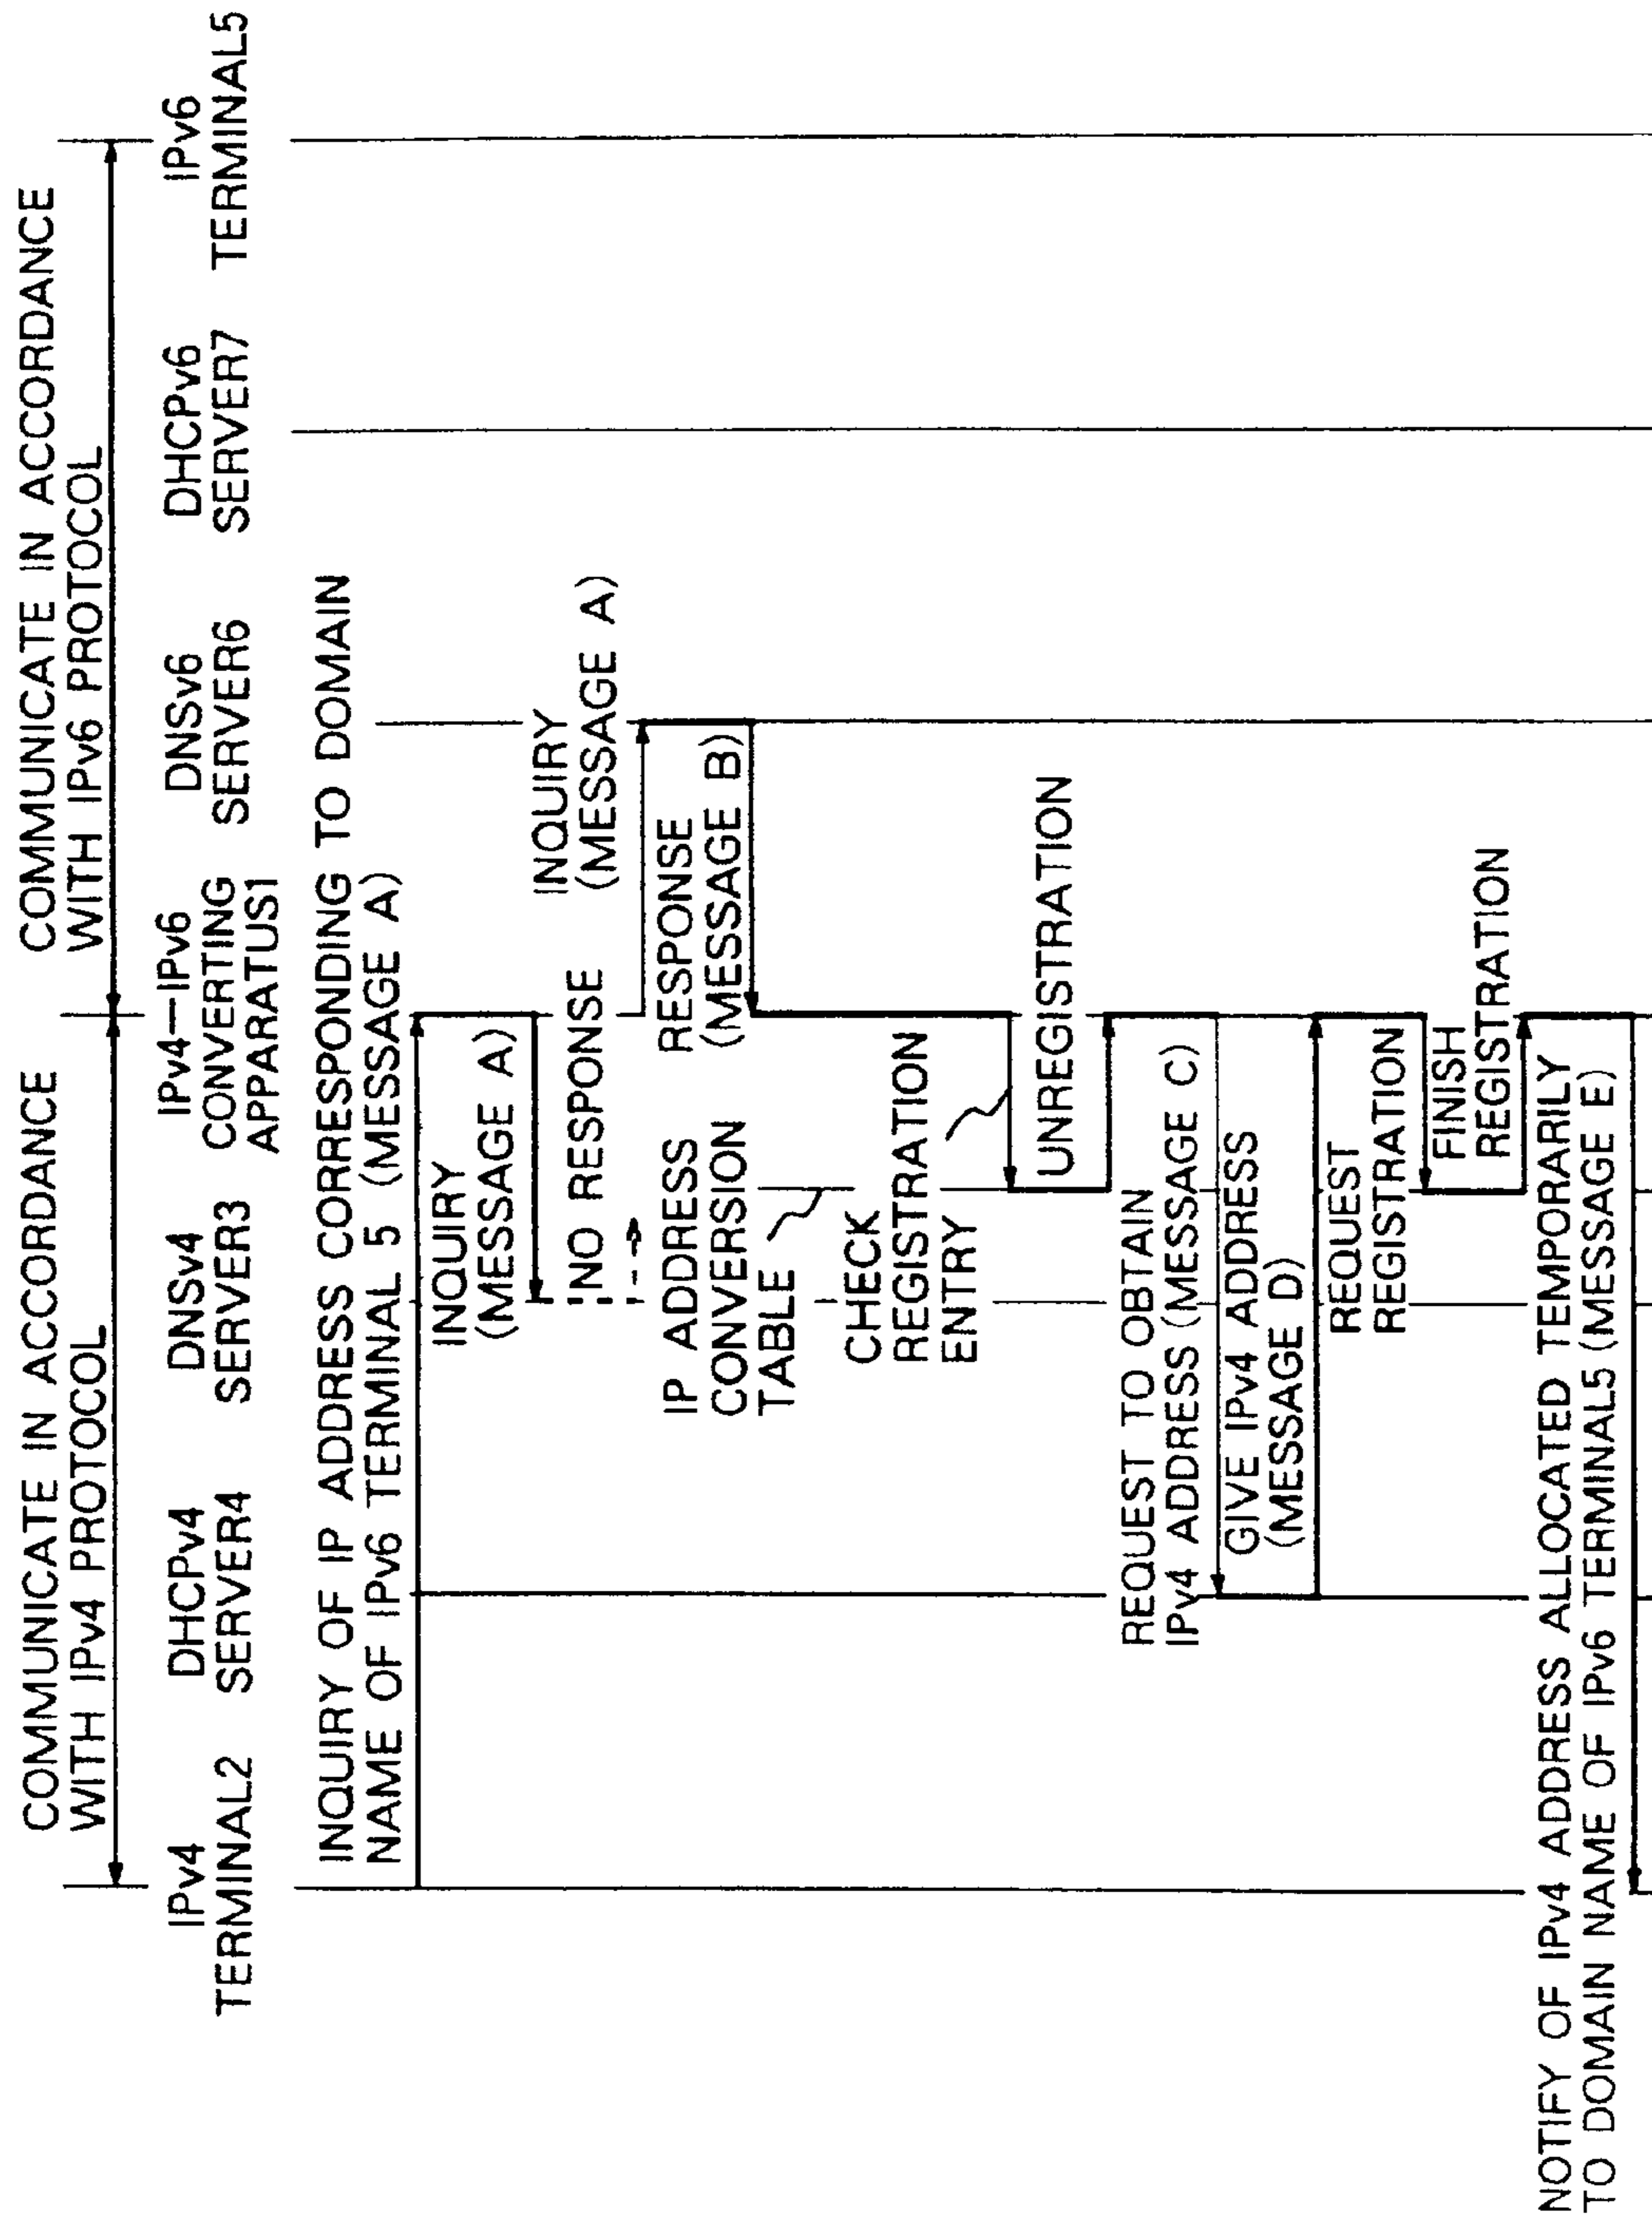 COMMUNICATE IN ACCORDANCE
WITH IPv4 PROTOCOL
COMMUNICATE IN ACCORDANCE
WITH IPv6 PROTOCOL
IPv4
TERMINAL2
DHCPv4
SERVER4
DNSv4
SERVER3
IPv4-IPv6
CONVERTING
APPARATUS1
DNSv6
SERVER6
DHCPv6
SERVER7
IPv6
TERMINAL5
INQUIRY OF IP ADDRESS CORRESPONDING TO DOMAIN
NAME OF IPv6 TERMINAL 5 (MESSAGE A)
INQUIRY
(MESSAGE A)
NO RESPONSE
INQUIRY
(MESSAGE A)
IP ADDRESS
CONVERSION
TABLE
RESPONSE
(MESSAGE B)
CHECK
REGISTRATION
ENTRY
UNREGISTRATION
REQUEST TO OBTAIN
IPv4 ADDRESS (MESSAGE C)
GIVE IPv4 ADDRESS
(MESSAGE D)
REQUEST
REGISTRATION
FINISH
REGISTRATION
NOTIFY OF IPv4 ADDRESS ALLOCATED TEMPORARILY
TO DOMAIN NAME OF IPv6 TERMINAL5 (MESSAGE E)